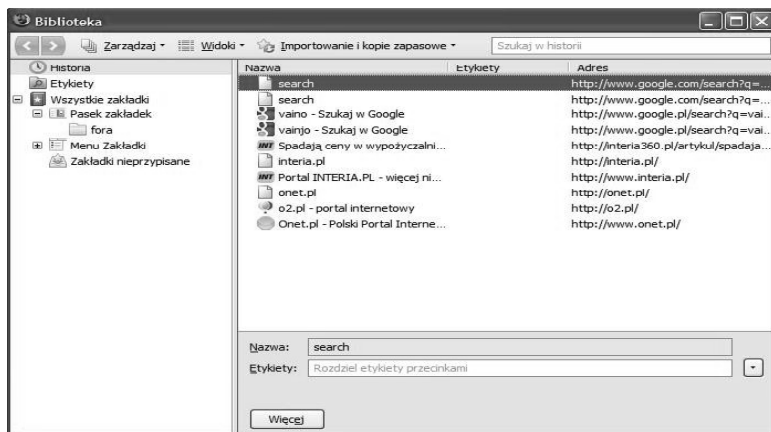 Biblioteka
Zarządzaj Widoki Importowanie i kopie zapasowe Szukaj w historii
Historia
Etykiety
Wszystkie zakładki
Pasek zakładek
fora
Menu Zakładki
Zakładki nieprzypisane
Nazwa Etykiety Adres
search http://www.google.com/search?q=...
search http://www.google.com/search?q=...
vaino - Szukaj w Google http://www.google.pl/search?q=vai...
vainjo - Szukaj w Google http://www.google.pl/search?q=vai...
INT Spadają ceny w wypożyczalni... http://interia360.pl/artykul/spadaja...
interia.pl http://interia.pl/
INT Portal INTERIA.PL - więcej ni... http://www.interia.pl/
onet.pl http://onet.pl/
o2.pl - portal internetowy http://o2.pl/
Onet.pl - Polski Portal Interne... http://www.onet.pl/
Nazwa: search
Etykiety: Rozdziel etykiety przecinkami
Więcej